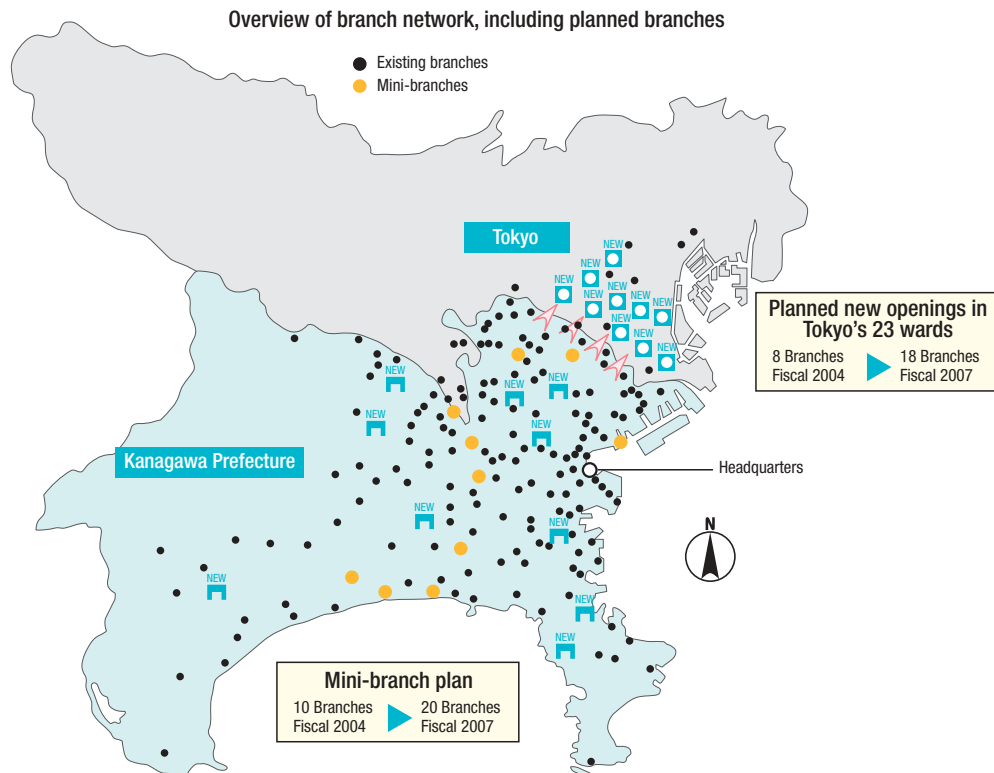 Overview of branch network, including planned branches
Existing branches
Mini-branches
Tokyo
NEW
NEW
NEW
NEW
NEW
NEW
NEW
NEW
NEW
NEW
Planned new openings in
Tokyo's 23 wards
8 Branches
Fiscal 2004
18 Branches
Fiscal 2007
NEW
NEW
NEW
NEW
NEW
Kanagawa Prefecture
Headquarters
NEW
NEW
N
NEW
NEW
NEW
Mini-branch plan
10 Branches
Fiscal 2004
20 Branches
Fiscal 2007